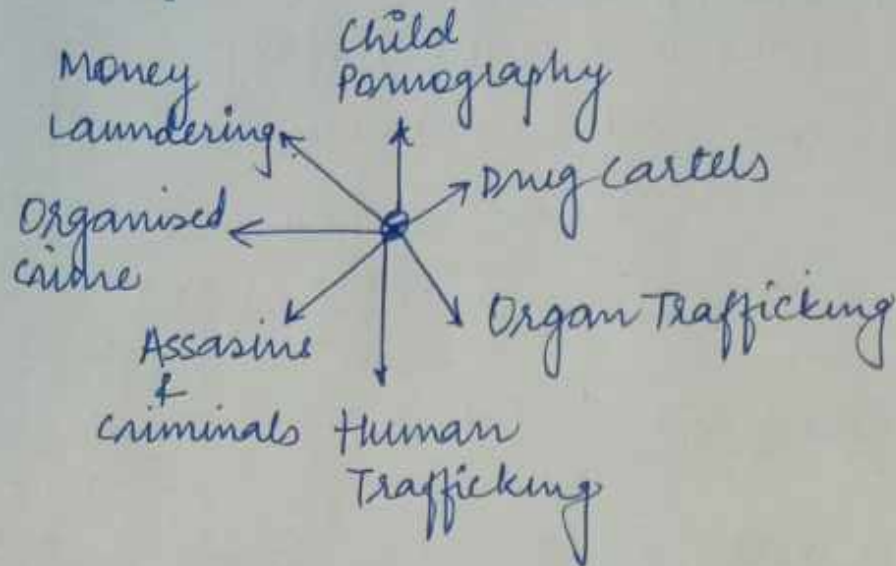 Child
Pornography
Money
Laundering
Drug Cartels
Organised
Crime
Organ Trafficking
Assasins
&
Criminals
Human
Trafficking